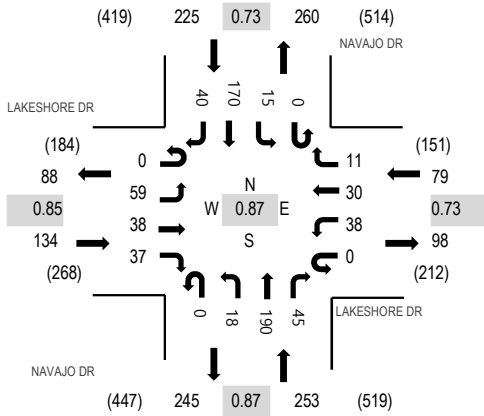 (419) 225 0.73 260 (514)
NAVAJO DR
40 170 15 0
LAKESHORE DR
(184) (151)
0 11
88 79
59 30
N
0.85 W 0.87 E 0.73
38 38
S
134 98
37 0
(268) (212)
0 18 190 45
LAKESHORE DR
NAVAJO DR
(447) 245 0.87 253 (519)